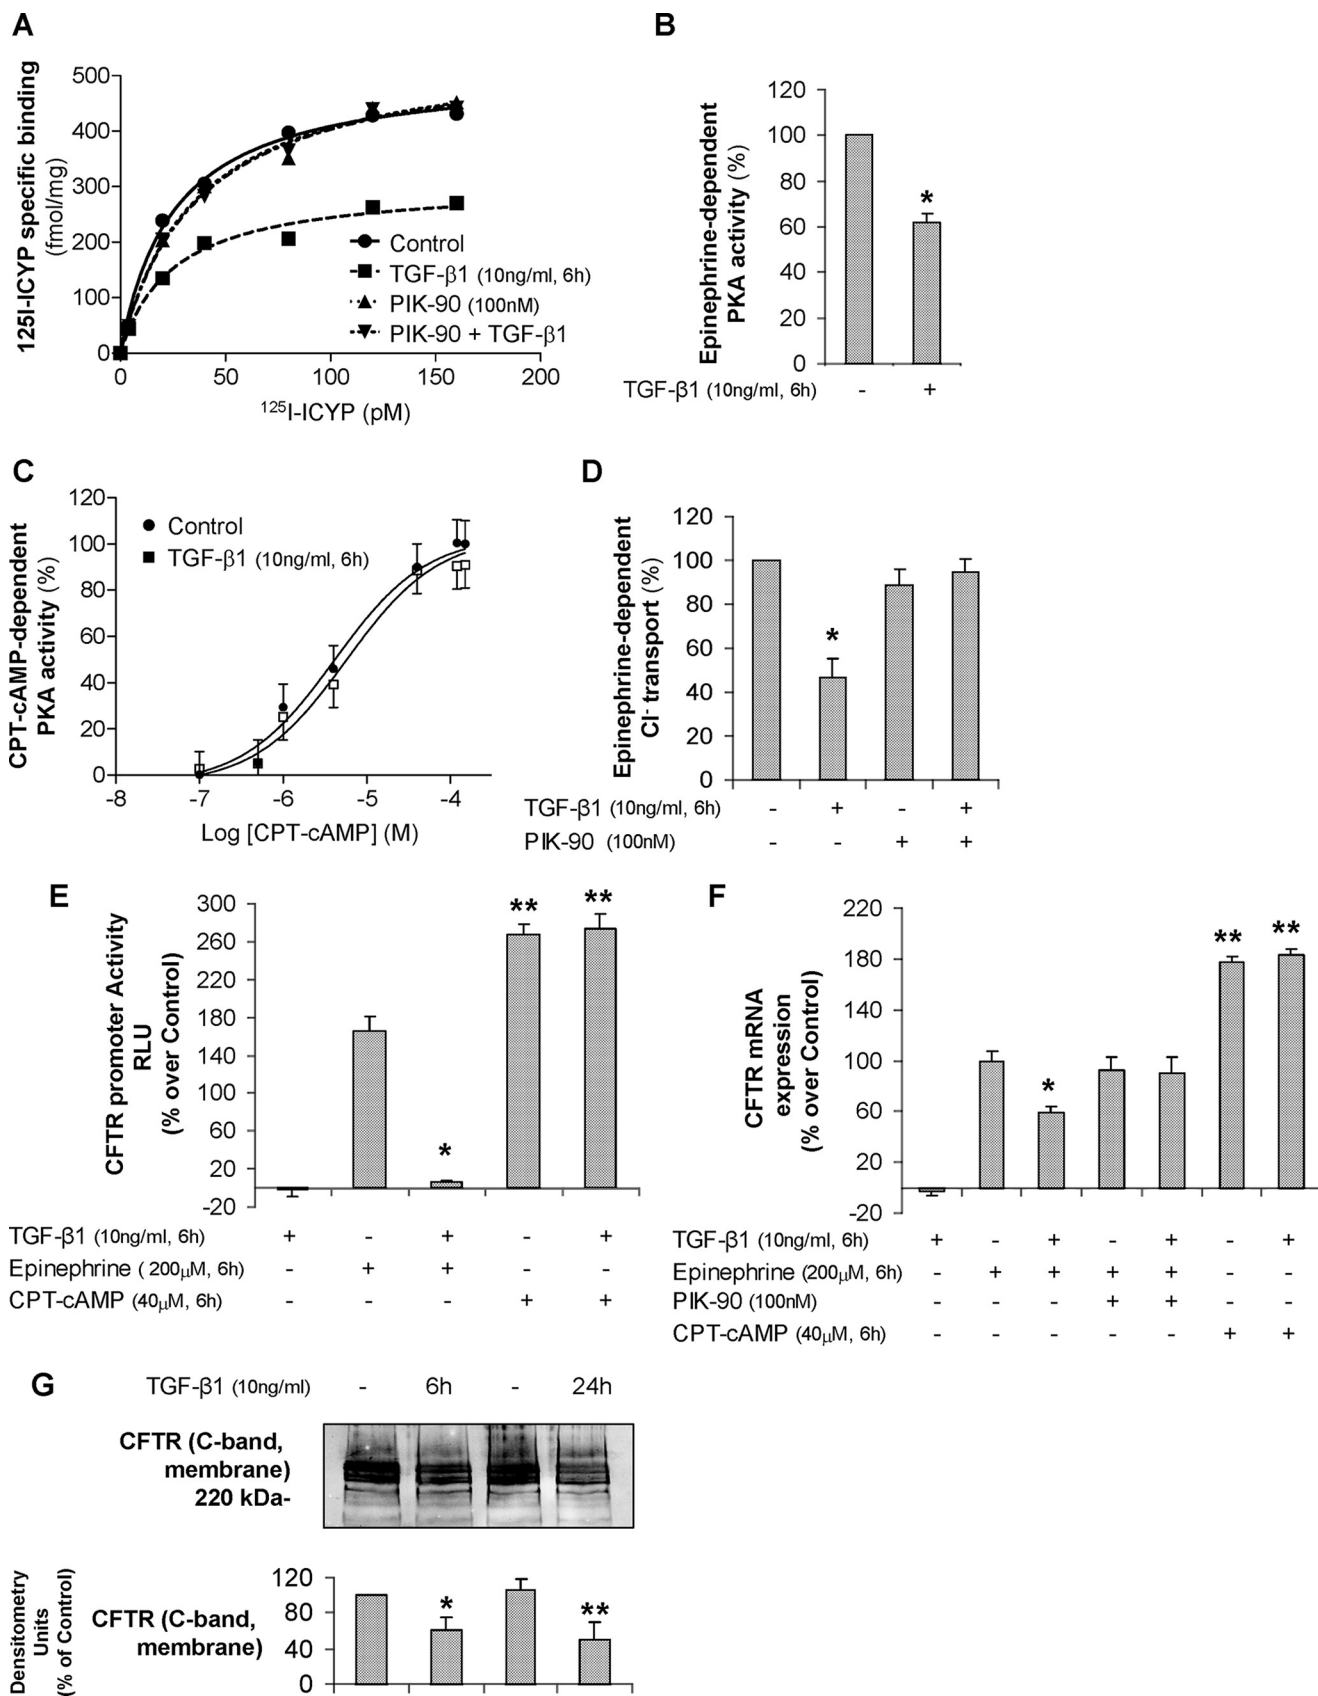 A
125I-ICYP specific binding
(fmol/mg)
500
400
300
200
100
0
Control
TGF-β1 (10ng/ml, 6h)
PIK-90 (100nM)
PIK-90 + TGF-β1
0 50 100 150 200
125I-ICYP (pM)
B
Epinephrine-dependent
PKA activity (%)
120
100
80
60
40
20
0
*
TGF-β1 (10ng/ml, 6h) - +
C
CPT-cAMP-dependent
PKA activity (%)
120
100
80
60
40
20
0
Control
TGF-β1 (10ng/ml, 6h)
-8 -7 -6 -5 -4
Log [CPT-cAMP] (M)
D
Epinephrine-dependent
Cl- transport (%)
120
100
80
60
40
20
0
*
TGF-β1 (10ng/ml, 6h) - + - +
PIK-90 (100nM) - - + +
E
CFTR promoter Activity
RLU
(% over Control)
300
260
220
180
140
100
60
20
-20
* ** **
TGF-β1 (10ng/ml, 6h) + - + - +
Epinephrine ( 200μM, 6h) - + + - -
CPT-cAMP (40μM, 6h) - - - + +
F
CFTR mRNA
expression
(% over Control)
220
180
140
100
60
20
-20
* ** **
TGF-β1 (10ng/ml, 6h) + - + - + - +
Epinephrine (200μM, 6h) - + + + + - -
PIK-90 (100nM) - - - + + - -
CPT-cAMP (40μM, 6h) - - - - - + +
G
TGF-β1 (10ng/ml) - 6h - 24h
CFTR (C-band,
membrane)
220 kDa-
Densitometry
Units
(% of Control)
CFTR (C-band,
membrane)
120
80
40
0
* **